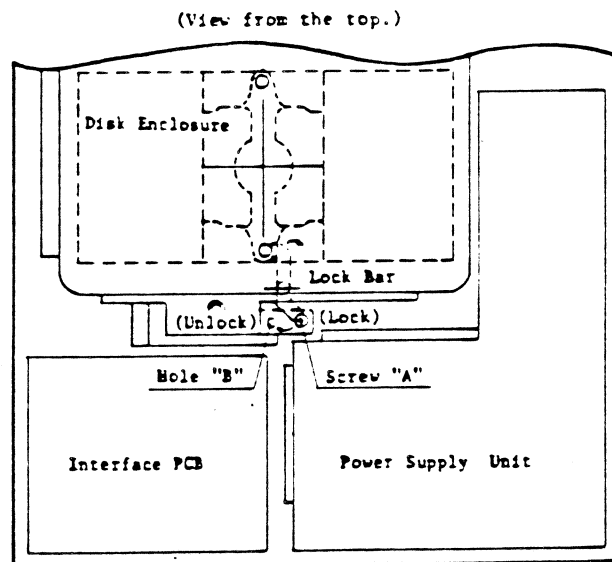 (View from the top.)
Disk Enclosure
Lock Bar
(Unlock)
(Lock)
Hole "B"
Screw "A"
Interface PCB
Power Supply Unit